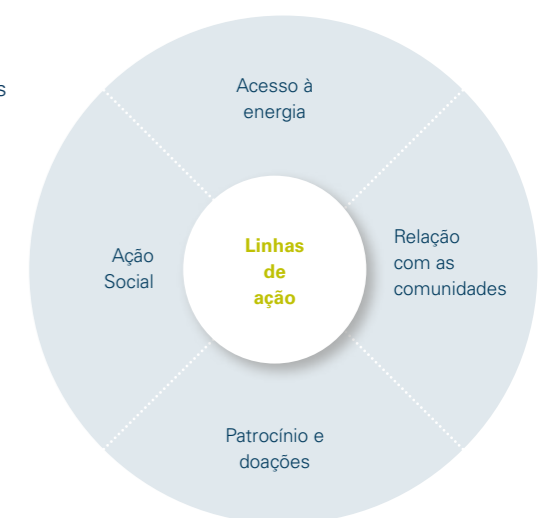 s
Acesso à
energia
Linhas
de
ação
Relação
com as
comunidades
Ação
Social
Patrocínio e
doações